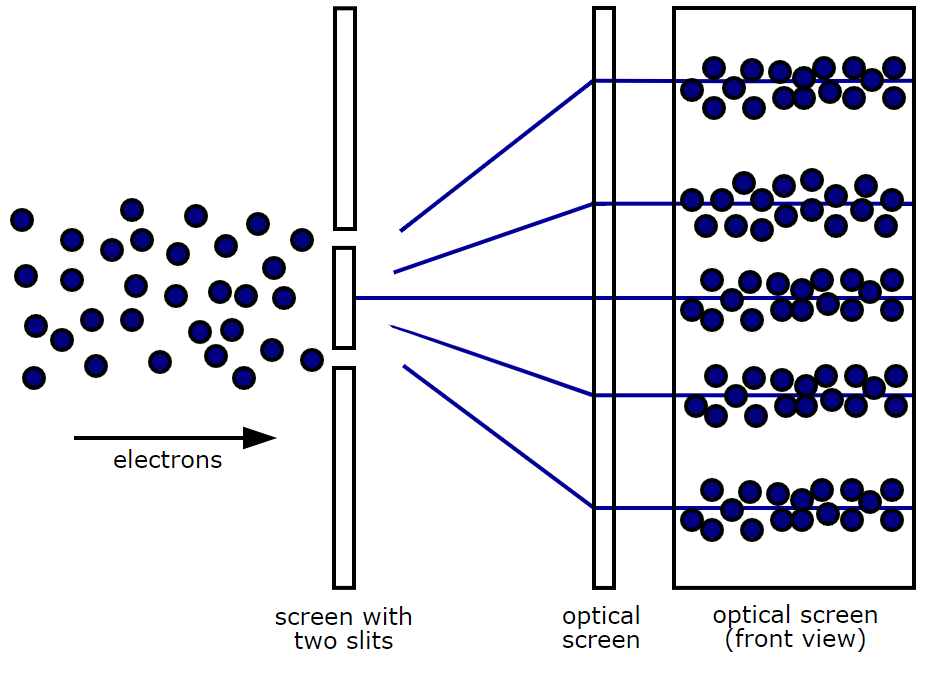 electrons
screen with
two slits
optical
screen
optical screen
(front view)